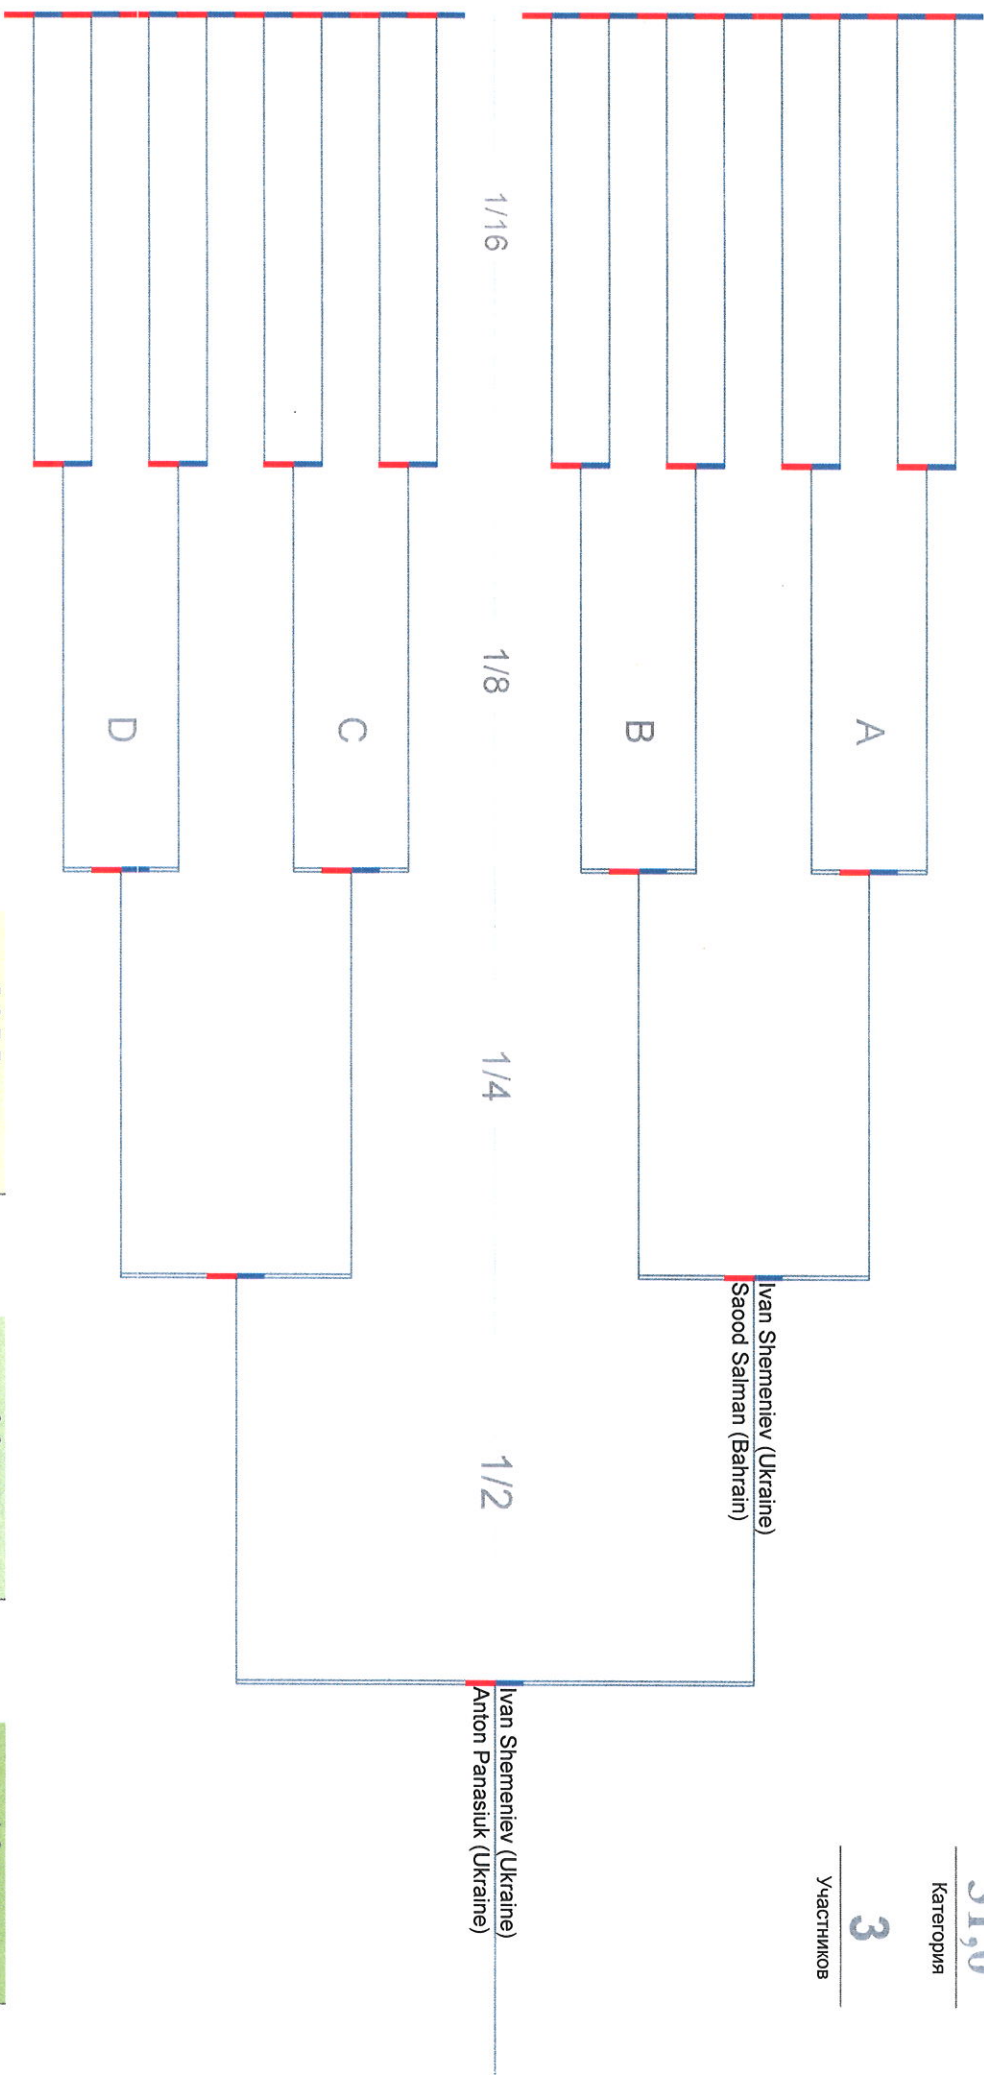 Категория
3
Участников
1/16
1/8
1/4
1/2
A
B
C
D
Ivan Shemeniev (Ukraine)
Saood Salman (Bahrain)
Ivan Shemeniev (Ukraine)
Anton Panasiuk (Ukraine)